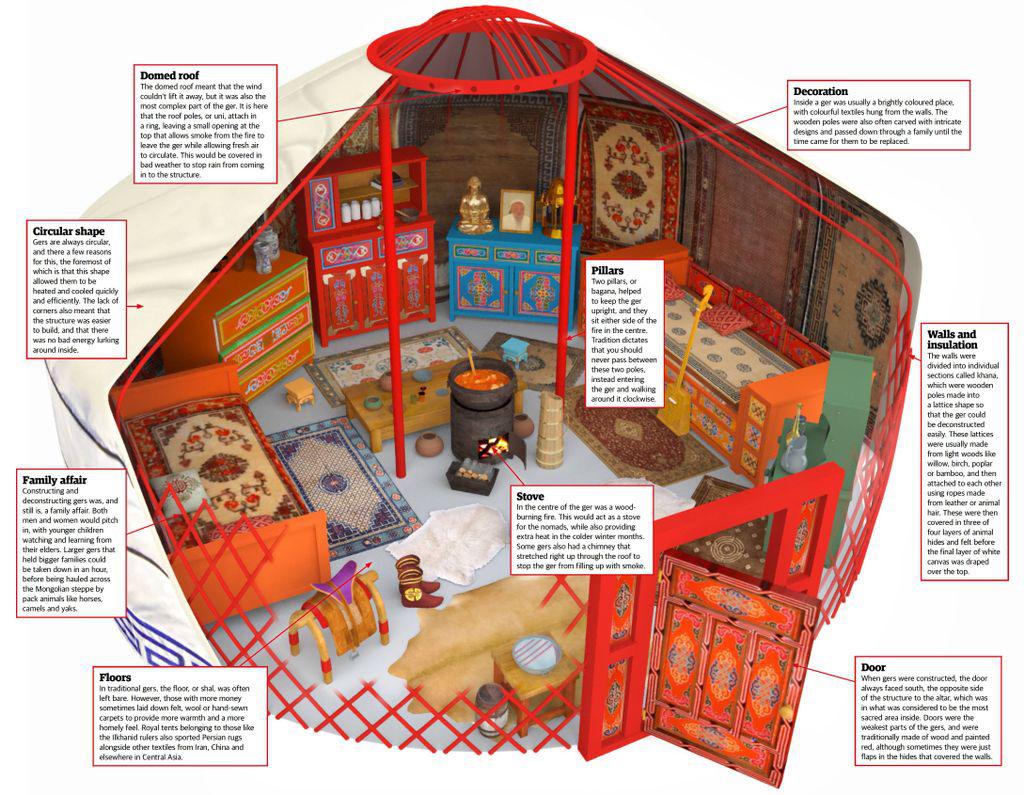 Domed roof
The domed roof meant that the wind
couldn't lift it away, but it was also the
most complex part of the ger. It is here
that the roof poles, or uni, attach in
a ring, leaving a small opening at the
top that allows smoke from the fire to
leave the ger while allowing fresh air
to circulate. This would be covered in
bad weather to stop rain from coming
in to the structure.
Decoration
Inside a ger was usually a brightly coloured place,
with colourful textiles hung from the walls. The
wooden poles were also often carved with intricate
designs and passed down through a family until the
time came for them to be replaced.
Circular shape
Gers are always circular,
and there a few reasons
for this, the foremost of
which is that this shape
allowed them to be
heated and cooled quickly
and efficiently. The lack of
corners also meant that
the structure was easier
to build, and that there
was no bad energy lurking
around inside.
Pillars
Two pillars, or
bagana, helped
to keep the ger
upright, and they
sit either side of the
fire in the centre.
Tradition dictates
that you should
never pass between
these two poles,
instead entering
the ger and walking
around it clockwise.
Walls and
insulation
The walls were
divided into individual
sections called khana,
which were wooden
poles made into
a lattice shape so
that the ger could
be deconstructed
easily. These lattices
were usually made
from light woods like
willow, birch, poplar
or bamboo, and then
attached to each other
using ropes made
from leather or animal
hair. These were then
covered in three of
four layers of animal
hides and felt before
the final layer of white
canvas was draped
over the top.
Family affair
Constructing and
deconstructing gers was, and
still is, a family affair. Both
men and women would pitch
in, with younger children
watching and learning from
their elders. Larger gers that
held bigger families could
be taken down in an hour,
before being hauled across
the Mongolian steppe by
pack animals like horses,
camels and yaks.
Stove
In the centre of the ger was a wood-
burning fire. This would act as a stove
for the nomads, while also providing
extra heat in the colder winter months.
Some gers also had a chimney that
stretched right up through the roof to
stop the ger from filling up with smoke.
Floors
In traditional gers, the floor, or shal, was often
left bare. However, those with more money
sometimes laid down felt, wool or hand-sewn
carpets to provide more warmth and a more
homely feel. Royal tents belonging to those like
the Ilkhanid rulers also sported Persian rugs
alongside other textiles from Iran, China and
elsewhere in Central Asia.
Door
When gers were constructed, the door
always faced south, the opposite side
of the structure to the altar, which was
in what was considered to be the most
sacred area inside. Doors were the
weakest parts of the gers, and were
traditionally made of wood and painted
red, although sometimes they were just
flaps in the hides that covered the walls.